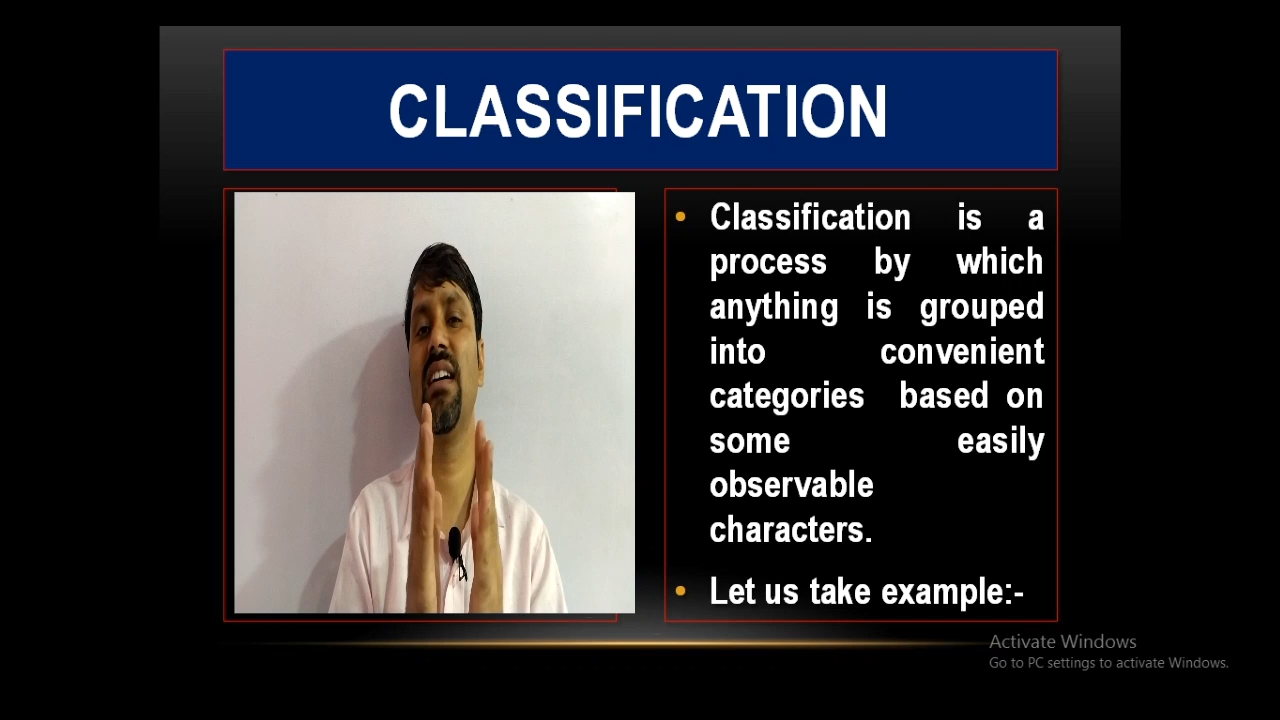 CLASSIFICATION
• Classification is a
process by which
anything is grouped
into convenient
categories based on
some easily
observable
characters.
• Let us take example:-
Activate Windows
Go to PC settings to activate Windows.